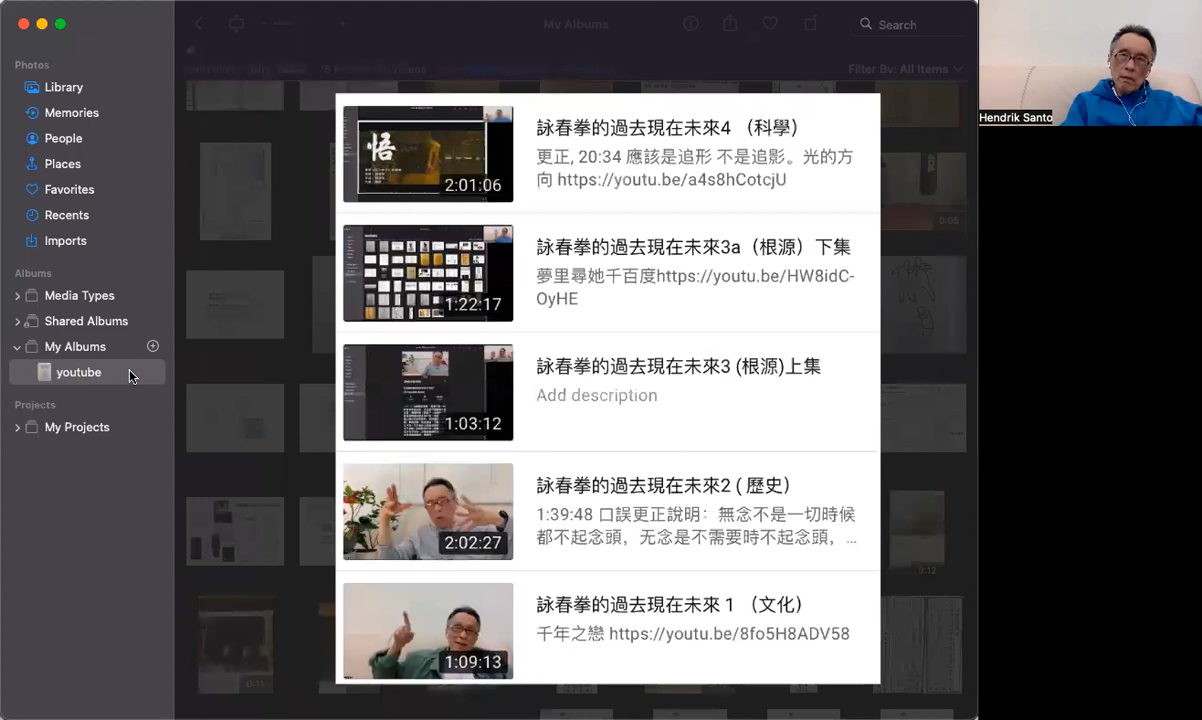 My Albums
Search
Filter By: All Items
Photos
Library
Memories
People
Places
Favorites
Recents
Imports
Albums
Media Types
Shared Albums
My Albums
youtube
Projects
My Projects
悟
2:01:06
詠春拳的過去現在未來4 （科學）
更正, 20:34 應該是追形 不是追影。光的方
向 https://youtu.be/a4s8hCotcjU
1:22:17
詠春拳的過去現在未來3a（根源）下集
夢里尋她千百度https://youtu.be/HW8idC-
OyHE
1:03:12
詠春拳的過去現在未來3 (根源)上集
Add description
2:02:27
詠春拳的過去現在未來2 ( 歷史）
1:39:48 口誤更正說明：無念不是一切時候
都不起念頭，无念是不需要時不起念頭，...
1:09:13
詠春拳的過去現在未來 1 （文化）
千年之戀 https://youtu.be/8fo5H8ADV58
0:05
0:12
0:11
Hendrik Santo